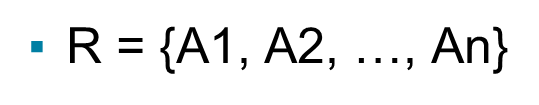 ▪ R = {A1, A2, …, An}